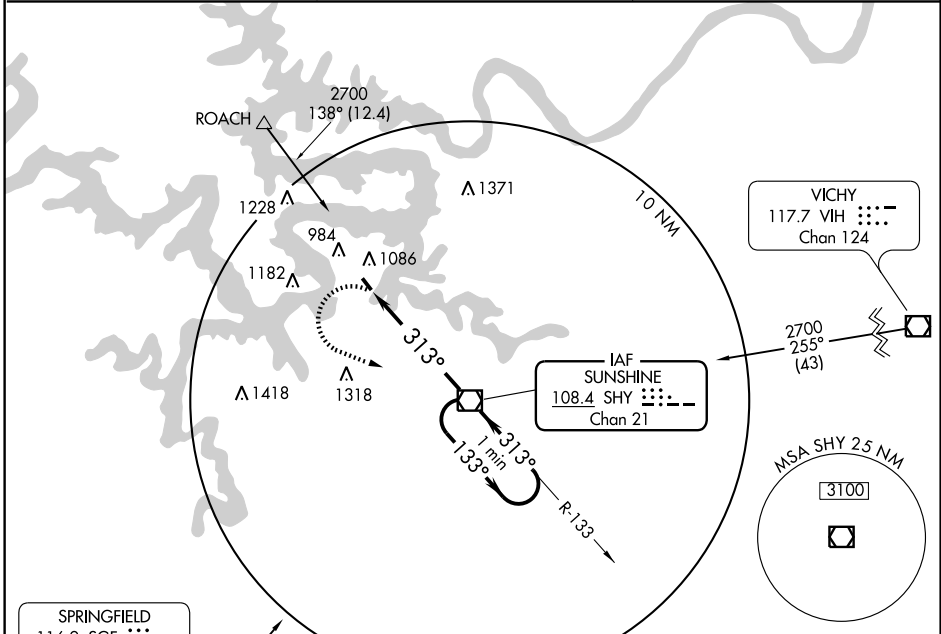 2700
138° (12.4)
ROACH
1371
10 NM
1228
984
1086
1182
VICHY
117.7 VIH
Chan 124
313°
2700
255°
(43)
IAF
SUNSHINE
108.4 SHY
Chan 21
1418
1318
313°
1 min
133°
R-133
MSA SHY 25 NM
3100
SPRINGFIELD